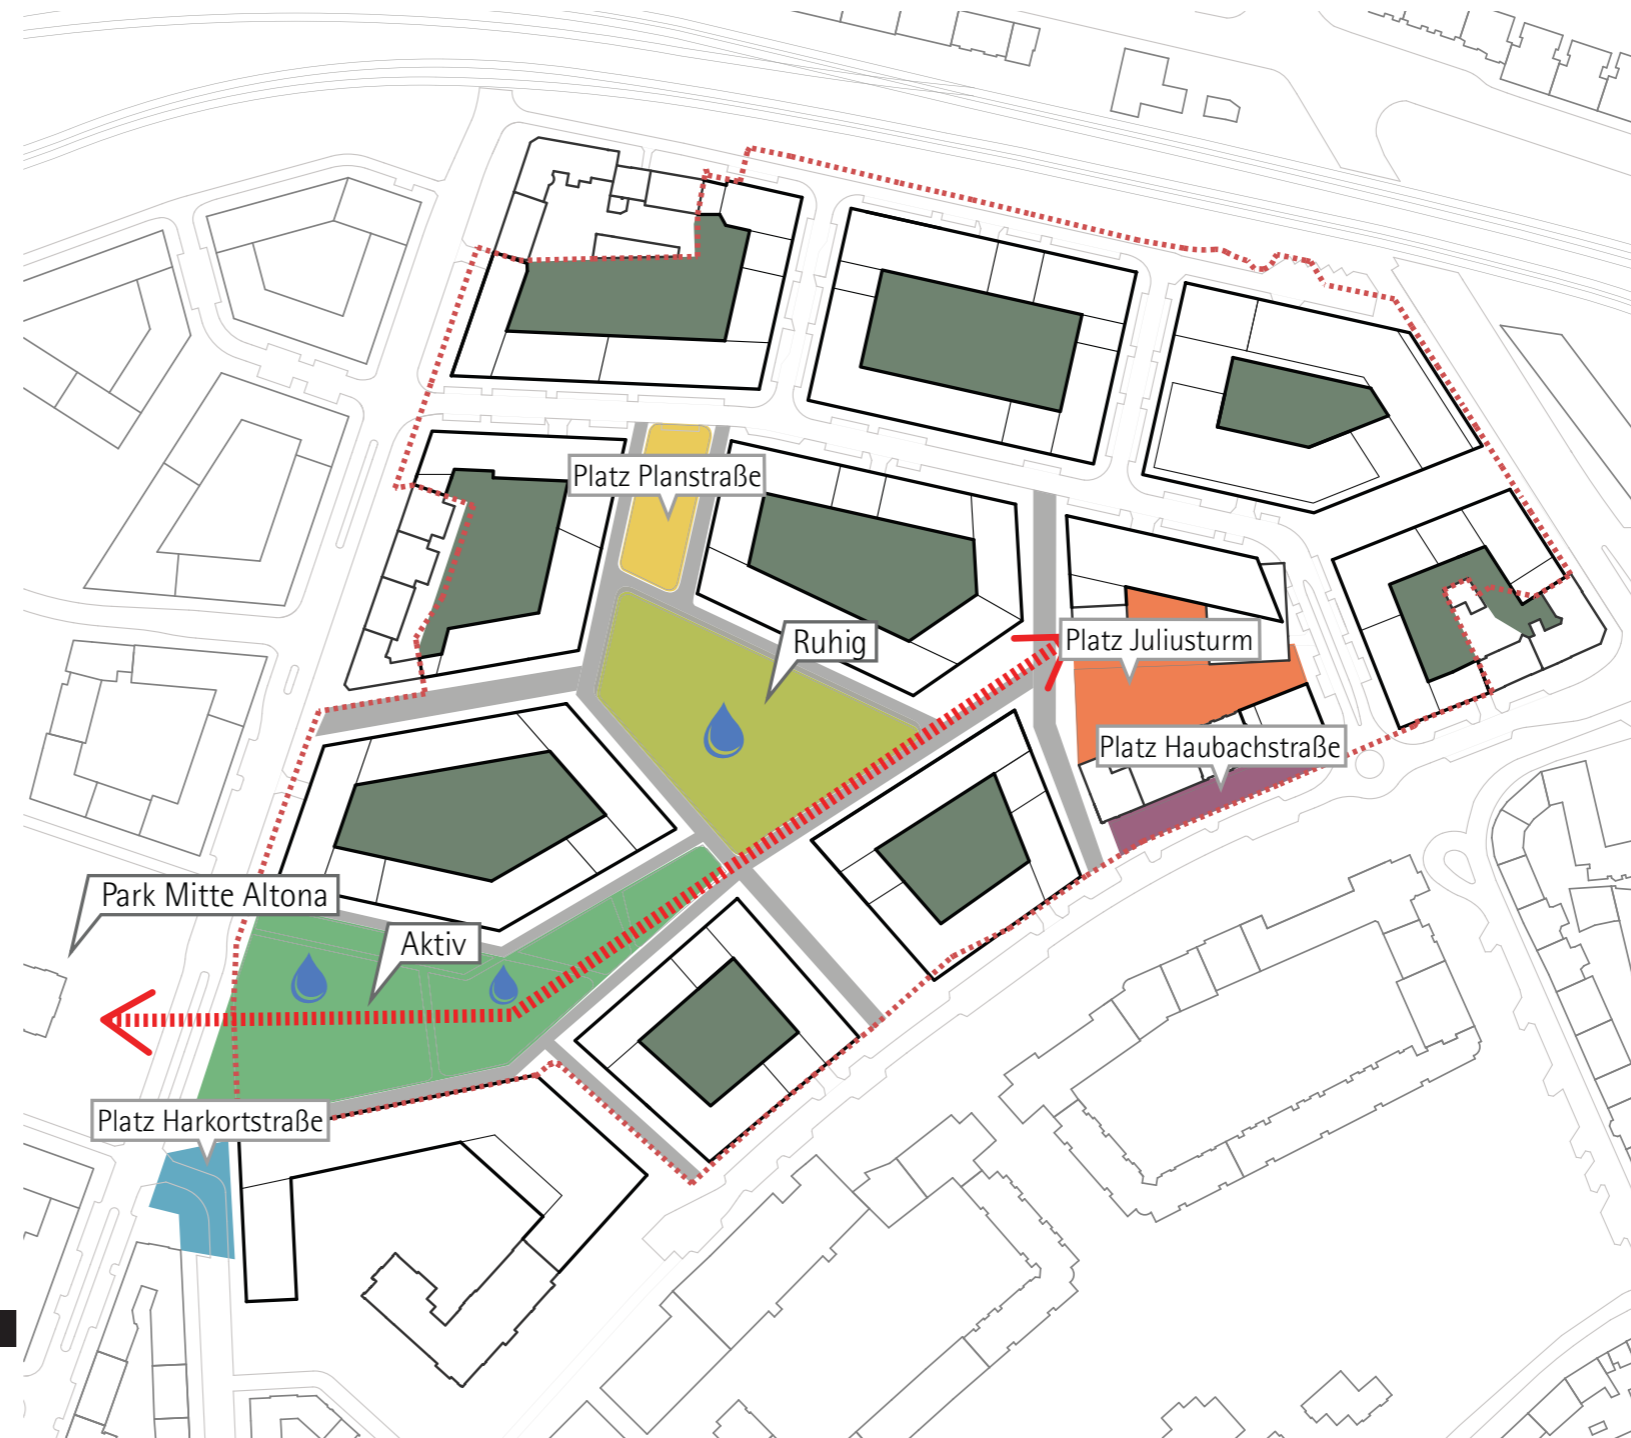 Platz Planstraße
Ruhig
Platz Juliusturm
Platz Haubachstraße
Park Mitte Altona
Aktiv
Platz Harkortstraße